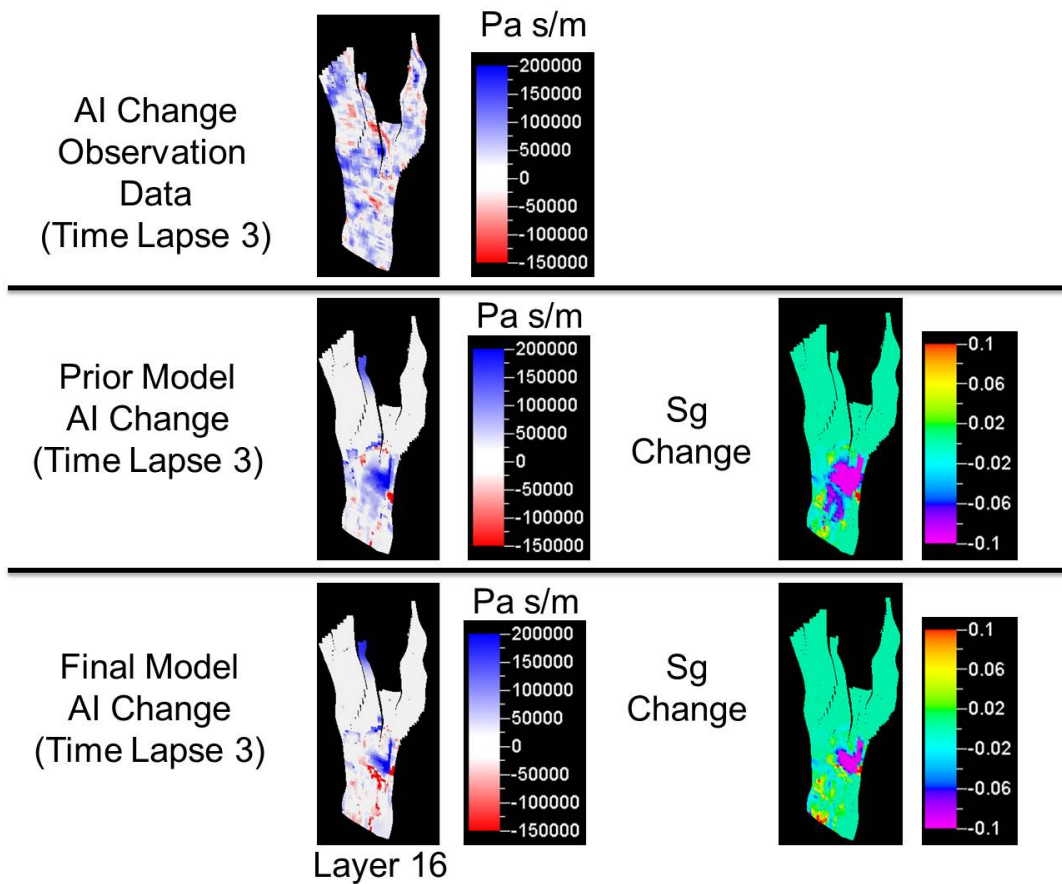 Pa s/m
AI Change
Observation
Data
(Time Lapse 3)
200000
150000
100000
50000
0
-50000
-100000
-150000
Prior Model
AI Change
(Time Lapse 3)
Pa s/m
200000
150000
100000
50000
0
-50000
-100000
-150000
Sg
Change
0.1
0.06
0.02
-0.02
-0.06
-0.1
Final Model
AI Change
(Time Lapse 3)
Pa s/m
200000
150000
100000
50000
0
-50000
-100000
-150000
Sg
Change
0.1
0.06
0.02
-0.02
-0.06
-0.1
Layer 16